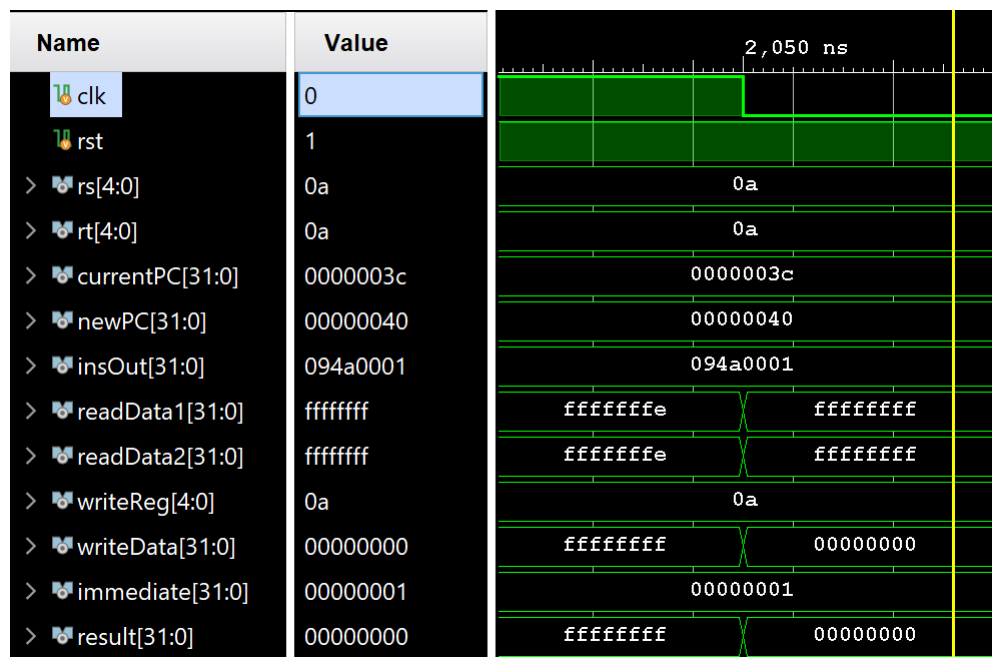 Name Value 2,050 ns
clk 0
rst 1
rs[4:0] 0a 0a
rt[4:0] 0a 0a
currentPC[31:0] 0000003c 0000003c
newPC[31:0] 00000040 00000040
insOut[31:0] 094a0001 094a0001
readData1[31:0] ffffffff fffffffe ffffffff
readData2[31:0] ffffffff fffffffe ffffffff
writeReg[4:0] 0a 0a
writeData[31:0] 00000000 ffffffff 00000000
immediate[31:0] 00000001 00000001
result[31:0] 00000000 ffffffff 00000000